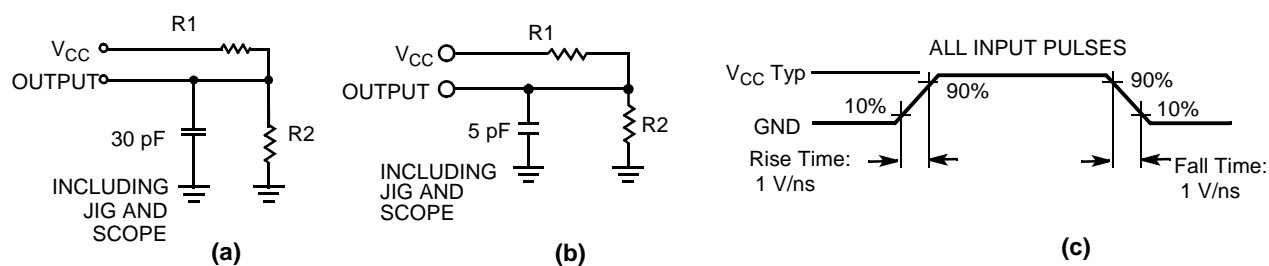 R1
VCC
OUTPUT
30 pF
R2
INCLUDING
JIG AND
SCOPE
(a)
R1
VCC
OUTPUT
5 pF
R2
INCLUDING
JIG AND
SCOPE
(b)
ALL INPUT PULSES
VCC Typ
10%
90%
90%
10%
GND
Rise Time:
1 V/ns
Fall Time:
1 V/ns
(c)